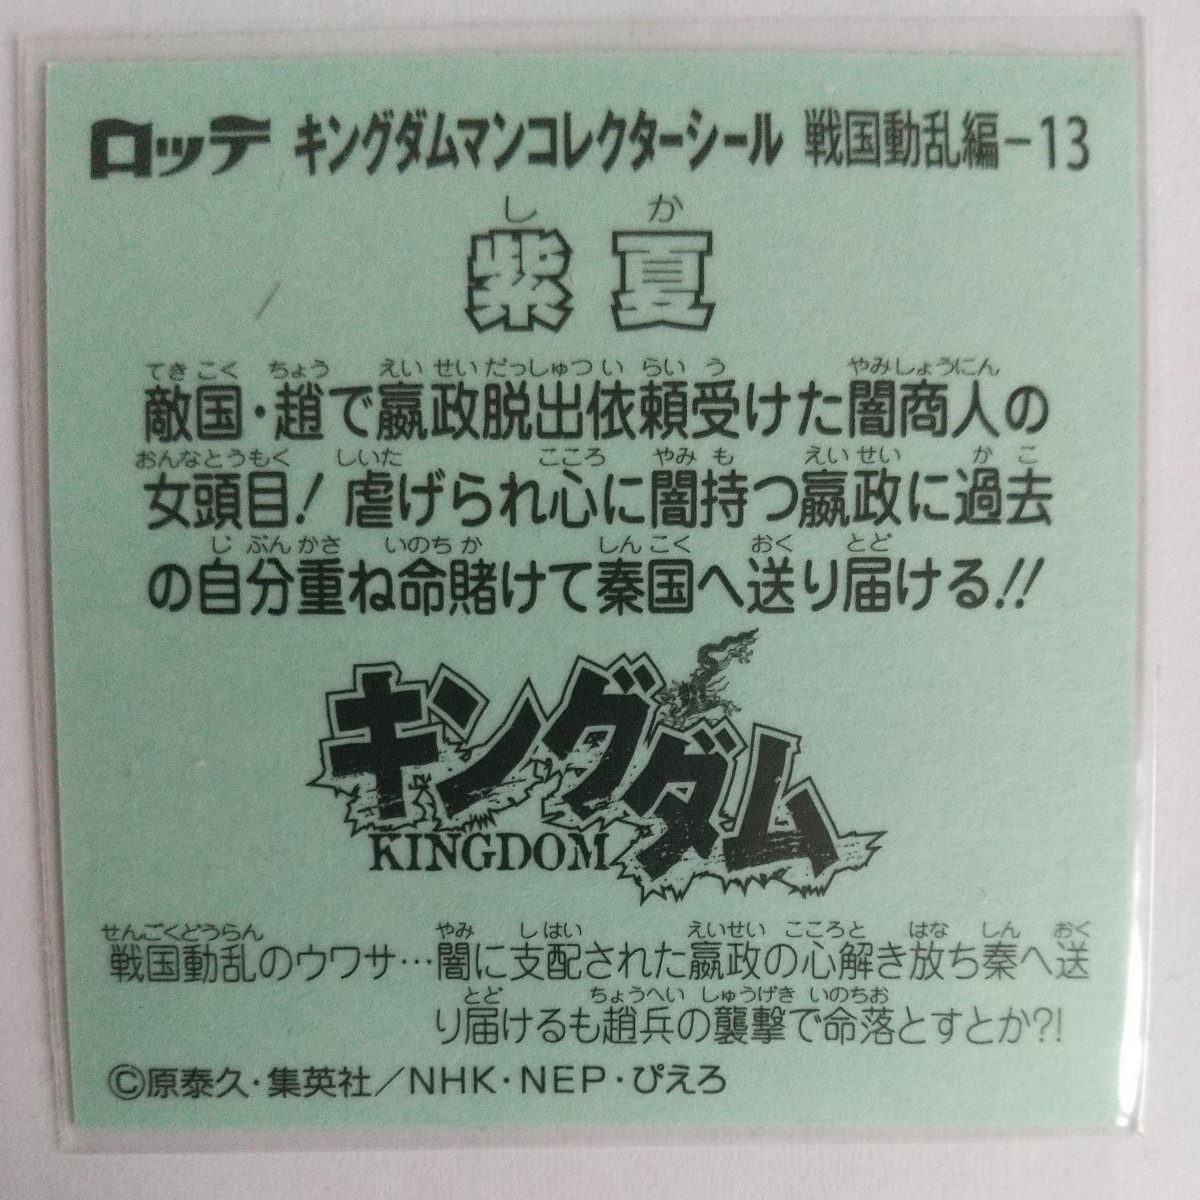 ロッテ キングダムマンコレクターシール 戦国動乱編－13
しか
紫夏
てきこく ちょう えいせいだっしゅついらいう やみしょうにん
敵国・趙で嬴政脱出依頼受けた闇商人の
おんなとうもく しいた こころ やみも えいせい かこ
女頭目！虐げられ心に闇持つ嬴政に過去
じぶんかさ いのちか しんこく おく とど
の自分重ね命賭けて秦国へ送り届ける!!
キングダム
KINGDOM
せんごくどうらん やみ しはい えいせい こころと はな しん おく
戦国動乱のウワサ…闇に支配された嬴政の心解き放ち秦へ送
とど ちょうへい しゅうげき いのちお
り届けるも趙兵の襲撃で命落とすとか?!
©原泰久・集英社／NHK・NEP・ぴえろ